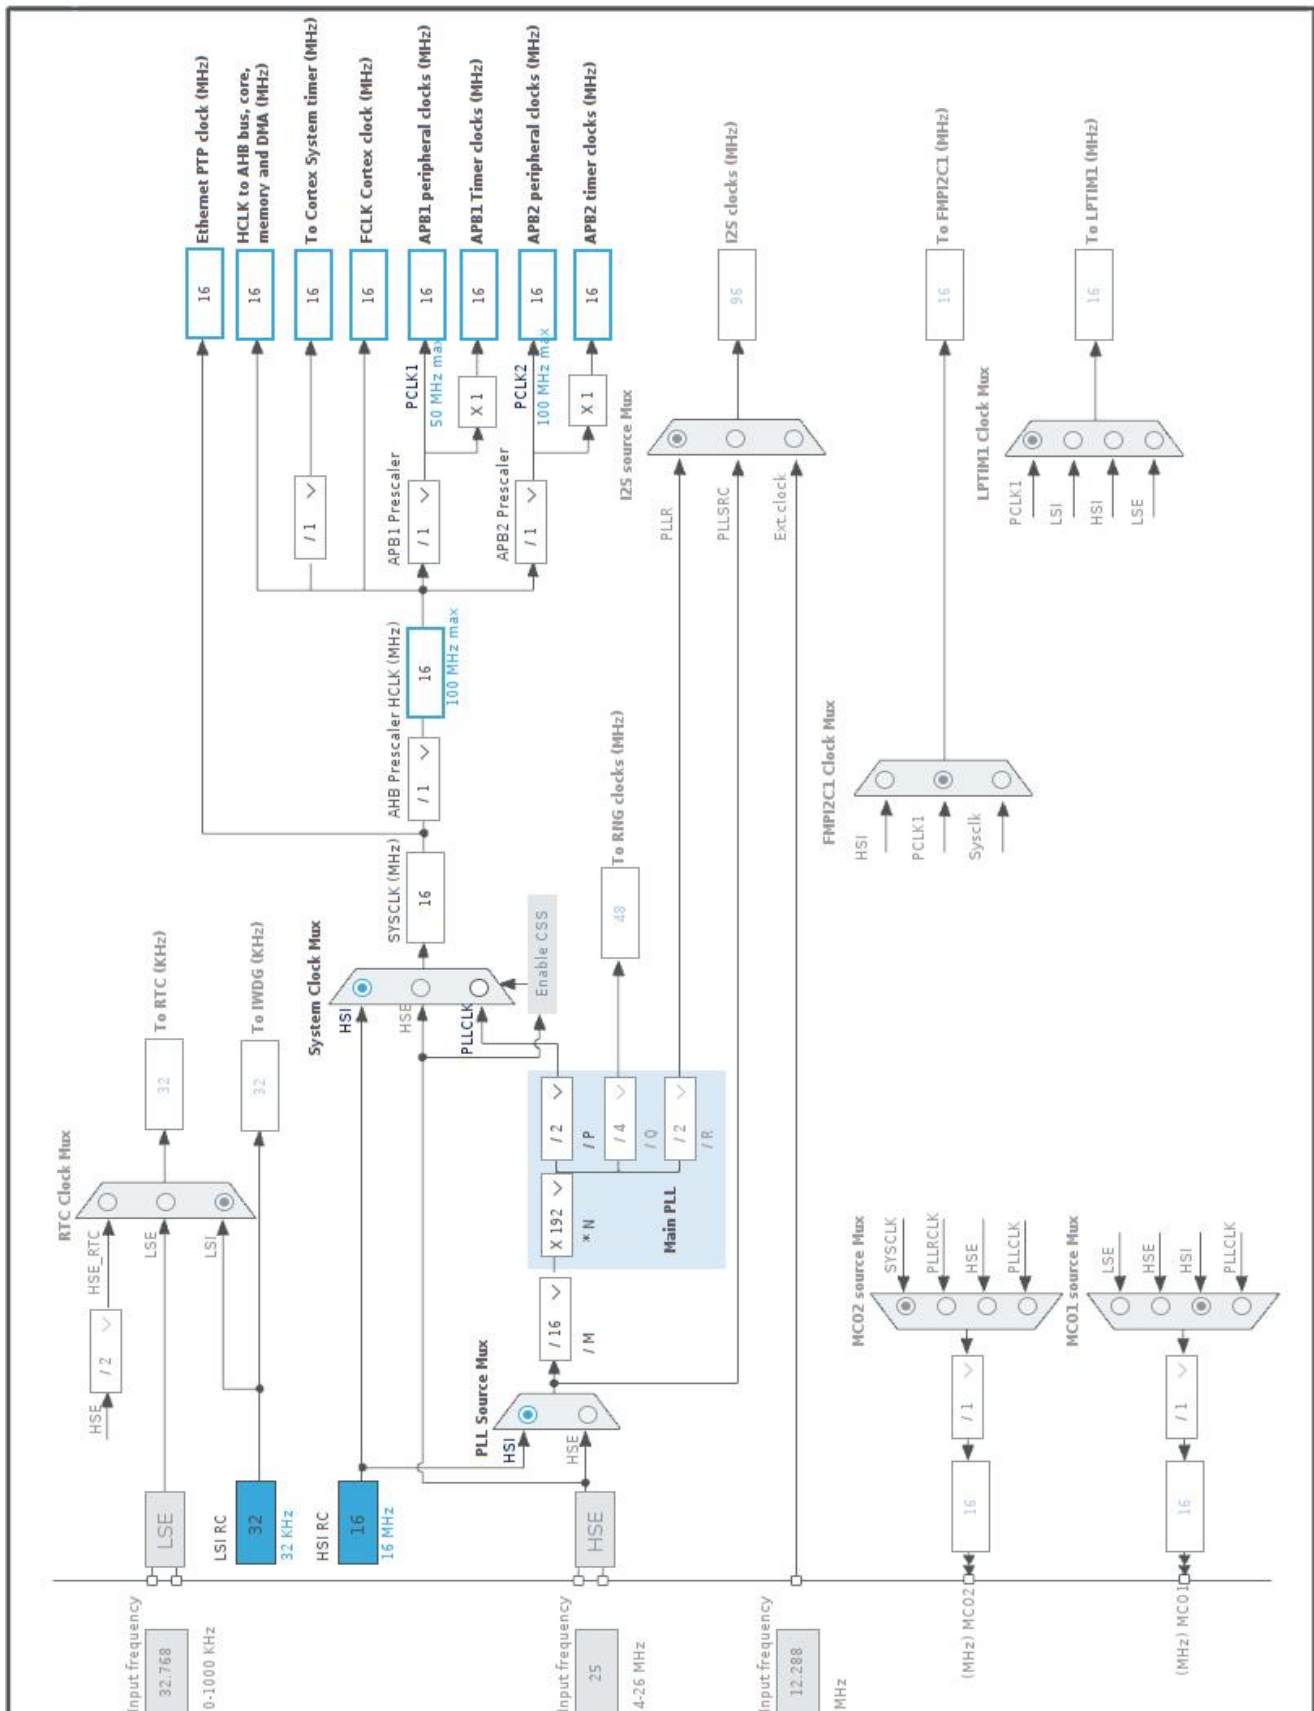 Input frequency
32.768
0-1000 KHz
LSE
HSE
/ 2
HSE_RTC
LSE
LSI
RTC Clock Mux
32
To RTC (KHz)
LSI RC
32
32 KHz
32
To IWDG (KHz)
HSI RC
16
16 MHz
System Clock Mux
HSI
HSE
PLLCLK
SYSCLK (MHz)
16
AHB Prescaler
/ 1
HCLK (MHz)
16
100 MHz max
16
Ethernet PTP clock (MHz)
16
HCLK to AHB bus, core,
memory and DMA (MHz)
/ 1
16
To Cortex System timer (MHz)
16
FCLK Cortex clock (MHz)
APB1 Prescaler
/ 1
PCLK1
50 MHz max
16
APB1 peripheral clocks (MHz)
X 1
16
APB1 Timer clocks (MHz)
APB2 Prescaler
/ 1
PCLK2
100 MHz max
16
APB2 peripheral clocks (MHz)
X 1
16
APB2 timer clocks (MHz)
Input frequency
25
4-26 MHz
HSE
PLL Source Mux
HSI
HSE
/ 16
/ M
X 192
* N
Main PLL
/ 2
/ P
/ 4
/ Q
/ 2
/ R
Enable CSS
48
To RNG clocks (MHz)
I2S source Mux
PLLR
PLLSRC
Ext.clock
96
I2S clocks (MHz)
Input frequency
12.288
MHz
MCO2 source Mux
SYSCLK
PLLRCLK
HSE
PLLCLK
/ 1
16
(MHz) MCO2
MCO1 source Mux
LSE
HSE
HSI
PLLCLK
/ 1
16
(MHz) MCO1
FMPI2C1 Clock Mux
HSI
PCLK1
Sysclk
16
To FMPI2C1 (MHz)
LPTIM1 Clock Mux
PCLK1
LSI
HSI
LSE
16
To LPTIM1 (MHz)